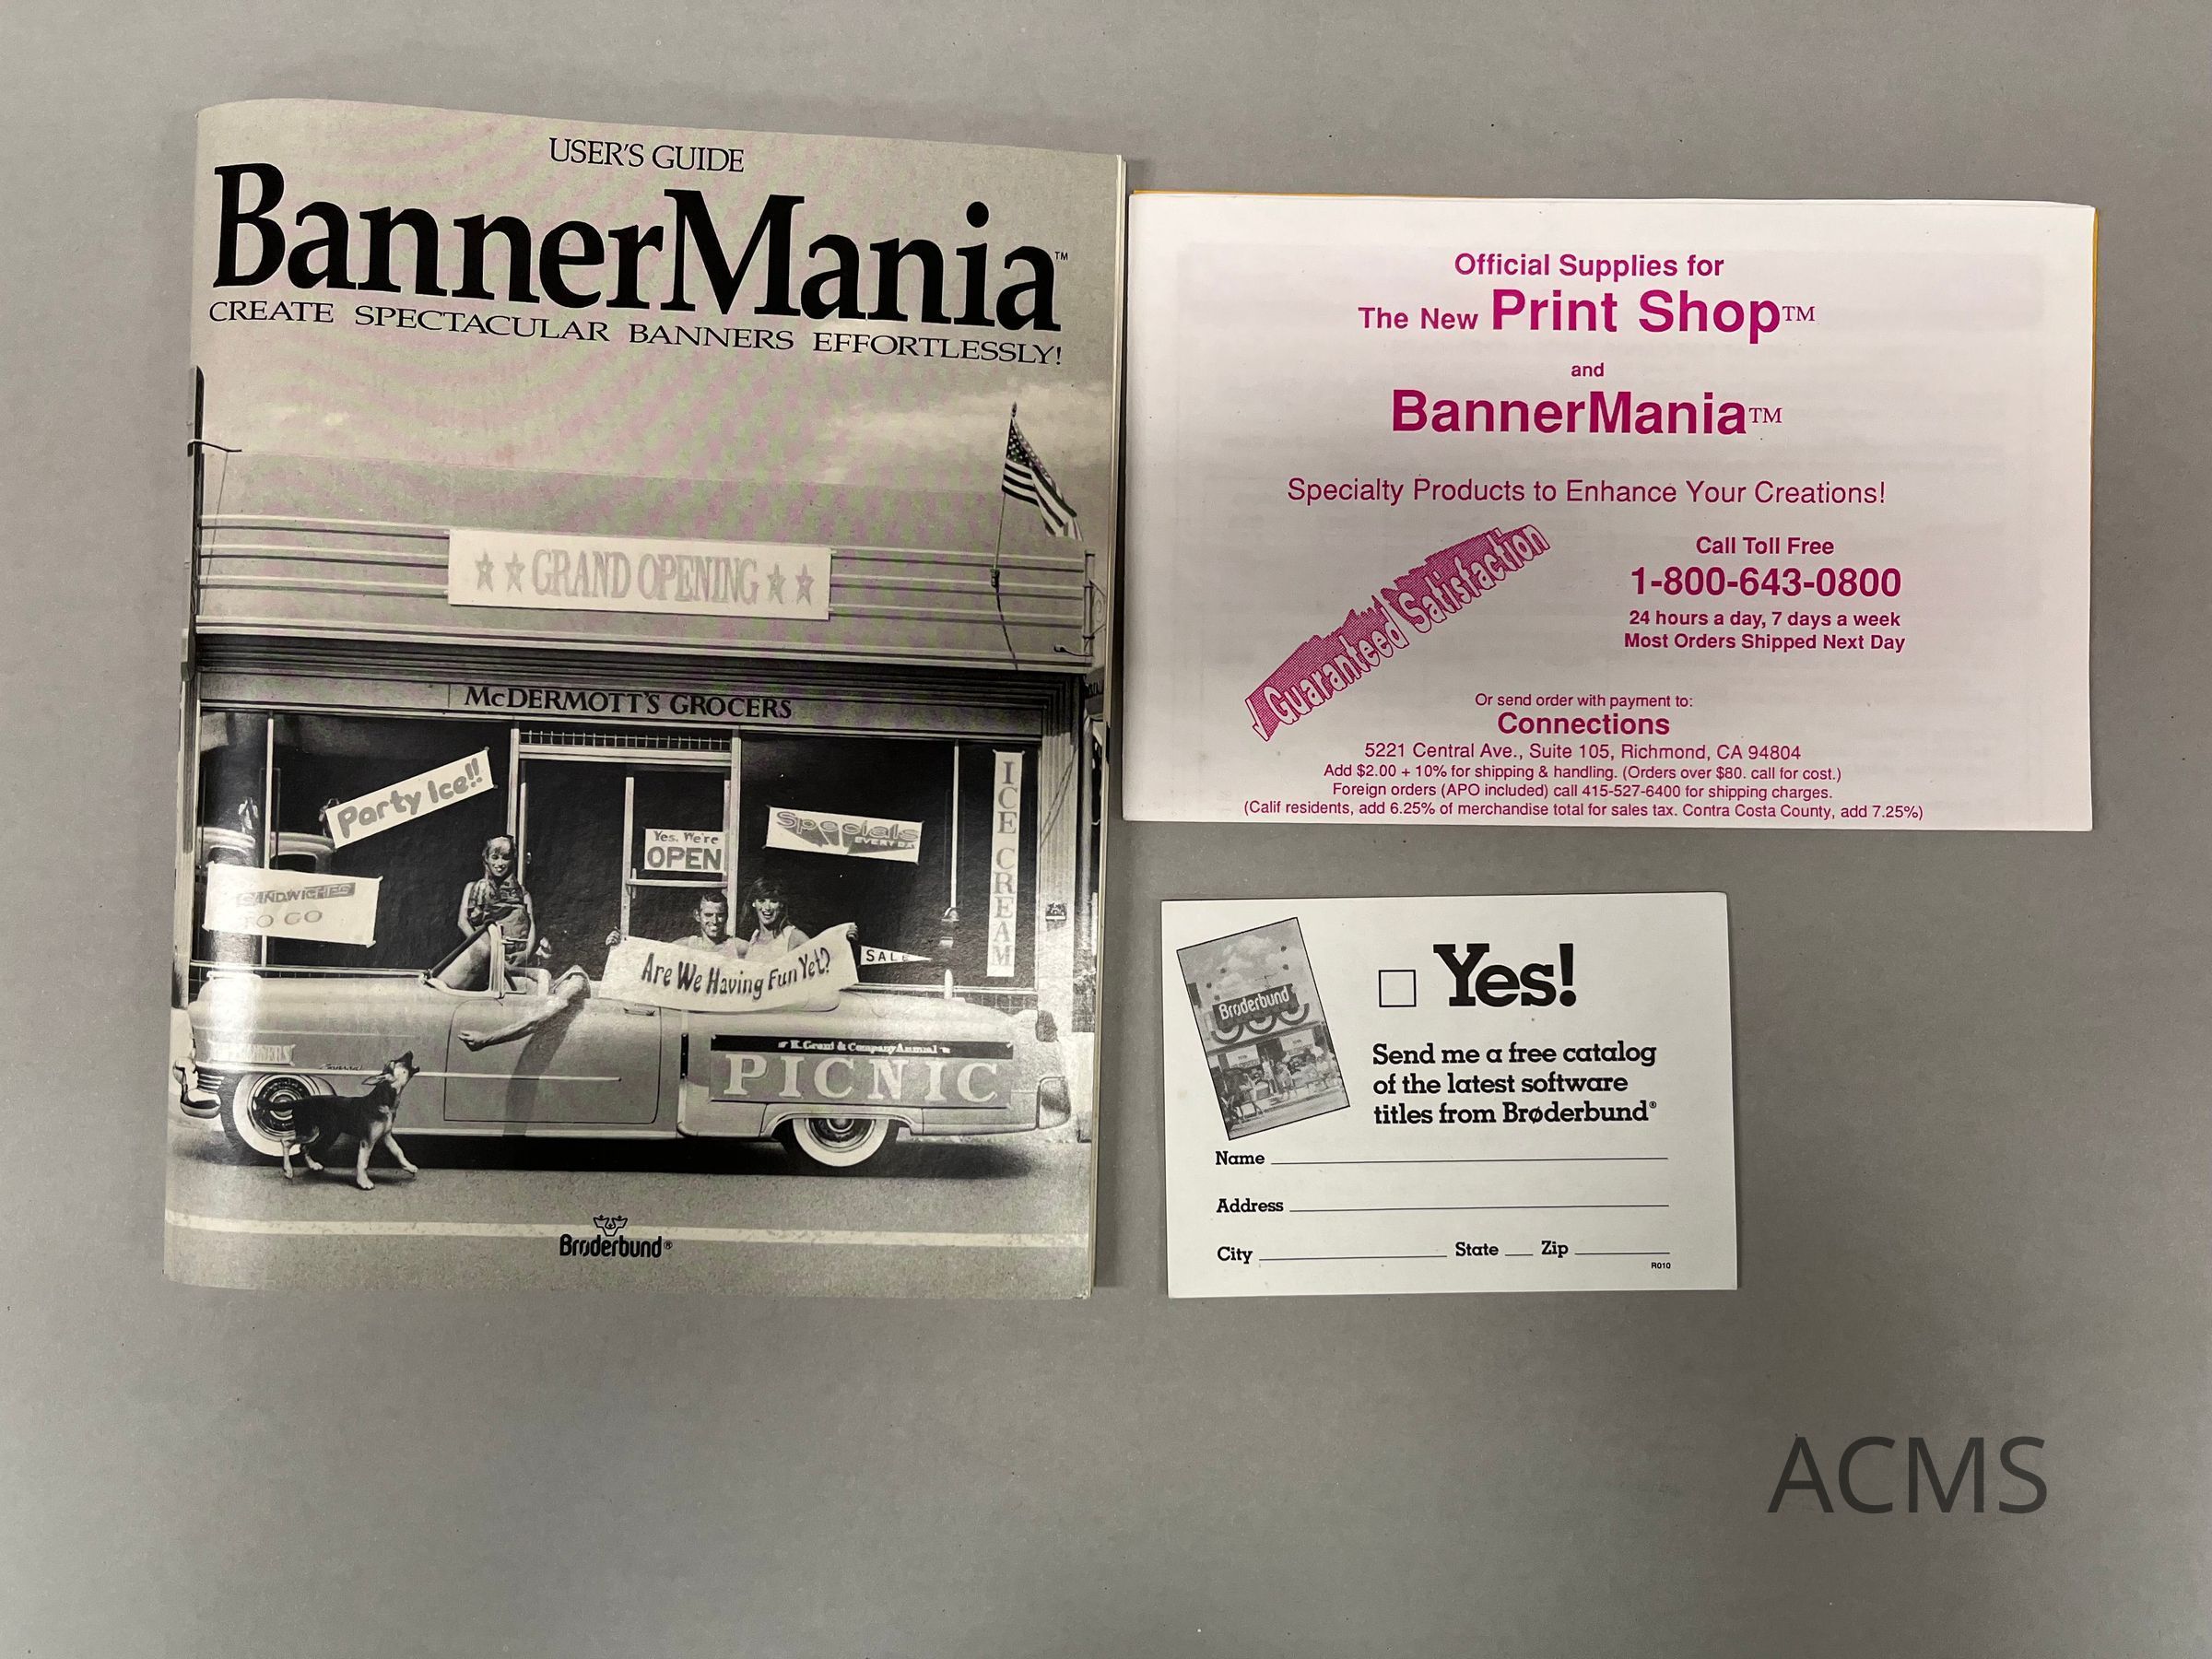 USER'S GUIDE
BannerMania™
CREATE SPECTACULAR BANNERS EFFORTLESSLY!
★ ★ GRAND OPENING ★ ★
McDERMOTT'S GROCERS
Party Ice!!
Yes, We're
OPEN
Specials
EVERY DAY
ICE CREAM
SANDWICHES
TO GO
Are We Having Fun Yet?
SALE
K. Grant & Company Annual
PICNIC
Brøderbund®
Official Supplies for
The New Print Shop™
and
BannerMania™
Specialty Products to Enhance Your Creations!
√ Guaranteed Satisfaction
Call Toll Free
1-800-643-0800
24 hours a day, 7 days a week
Most Orders Shipped Next Day
Or send order with payment to:
Connections
5221 Central Ave., Suite 105, Richmond, CA 94804
Add $2.00 + 10% for shipping & handling. (Orders over $80. call for cost.)
Foreign orders (APO included) call 415-527-6400 for shipping charges.
(Calif residents, add 6.25% of merchandise total for sales tax. Contra Costa County, add 7.25%)
Brøderbund
Yes!
Send me a free catalog
of the latest software
titles from Brøderbund®
Name
Address
City State Zip
R010
ACMS